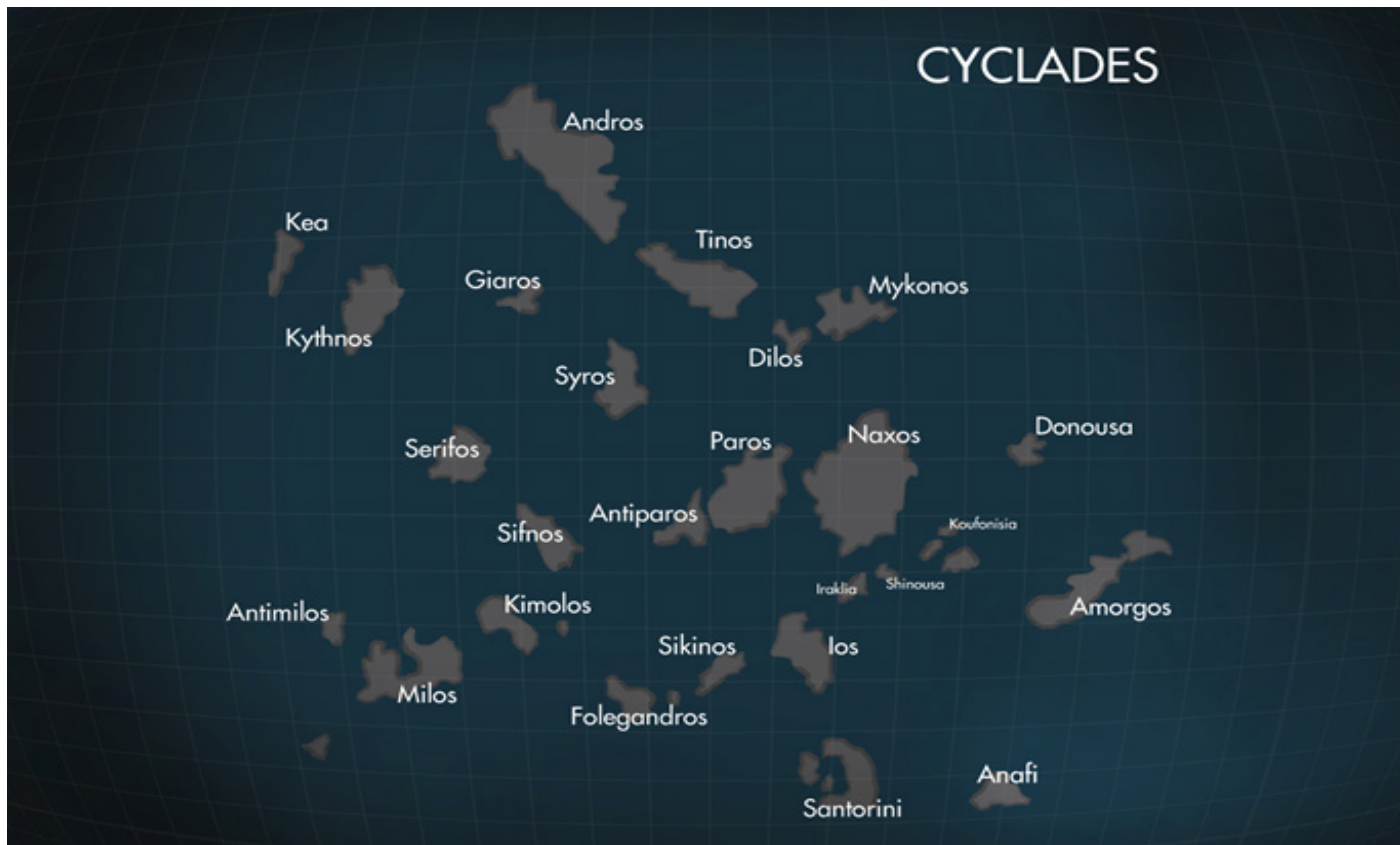 CYCLADES
Andros
Kea
Tinos
Giaros
Mykonos
Kythnos
Dilos
Syros
Donousa
Paros
Naxos
Serifos
Antiparos
Koufonisia
Sifnos
Shinousa
Iraklia
Kimolos
Amorgos
Antimilos
Sikinos
Ios
Milos
Folegandros
Anafi
Santorini